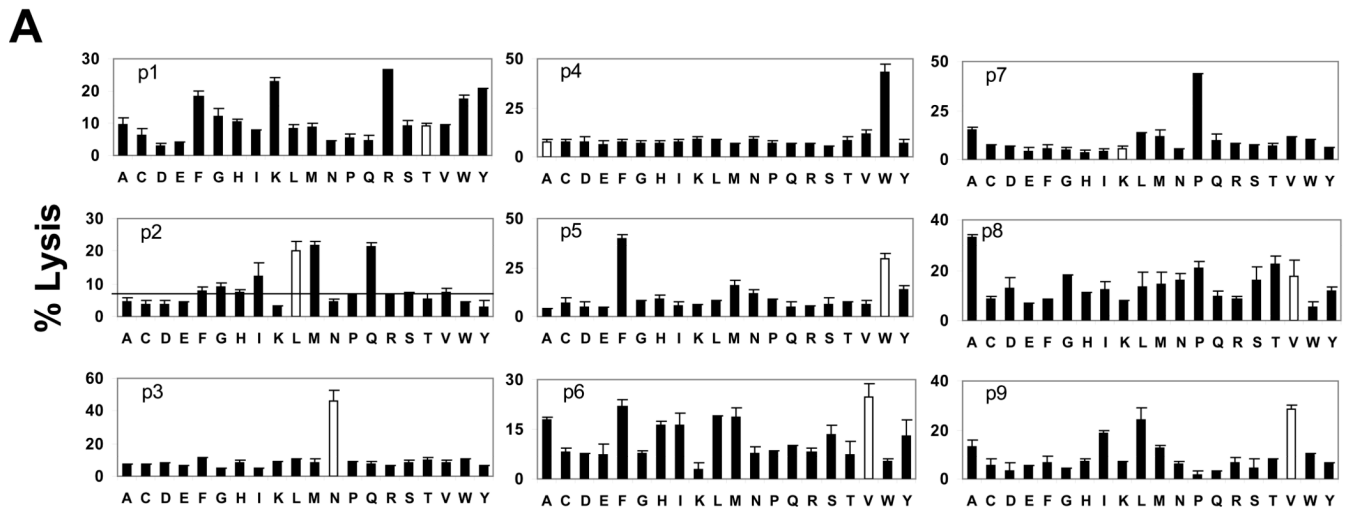 A
% Lysis
p1
30
20
10
0
A C D E F G H I K L M N P Q R S T V W Y
p4
50
25
0
A C D E F G H I K L M N P Q R S T V W Y
p7
50
25
0
A C D E F G H I K L M N P Q R S T V W Y
p2
30
20
10
0
A C D E F G H I K L M N P Q R S T V W Y
p5
50
25
0
A C D E F G H I K L M N P Q R S T V W Y
p8
40
20
0
A C D E F G H I K L M N P Q R S T V W Y
p3
60
40
20
0
A C D E F G H I K L M N P Q R S T V W Y
p6
30
15
0
A C D E F G H I K L M N P Q R S T V W Y
p9
40
20
0
A C D E F G H I K L M N P Q R S T V W Y